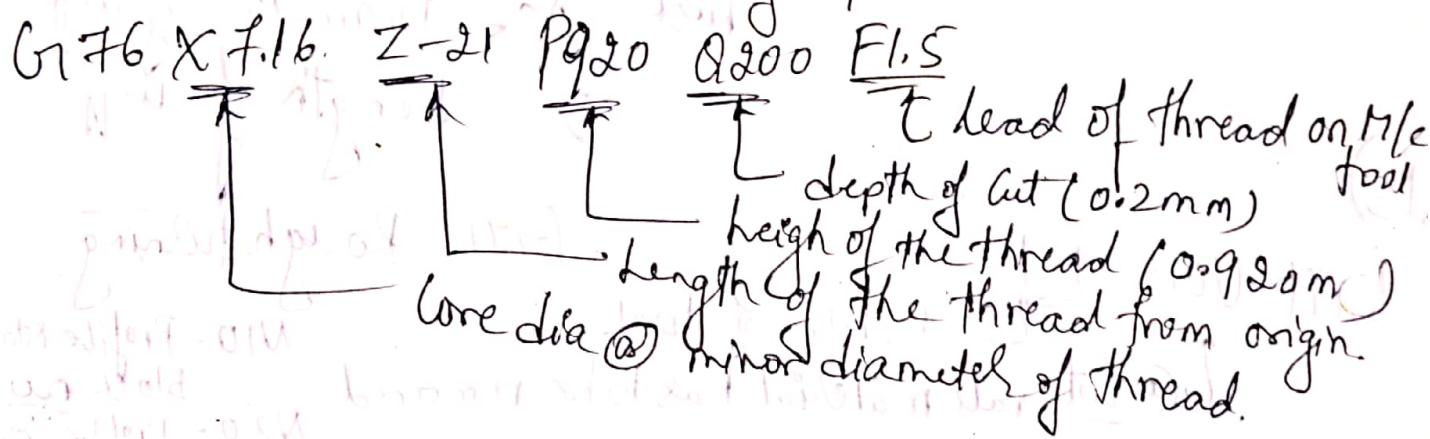 G76 X7.16. Z-21 P920 Q200 F1.5
Lead of thread on M/c tool
depth of Cut (0.2mm)
heigh of the thread (0.920m)
Length of the thread from origin.
Core dia @ minor diameter of thread.